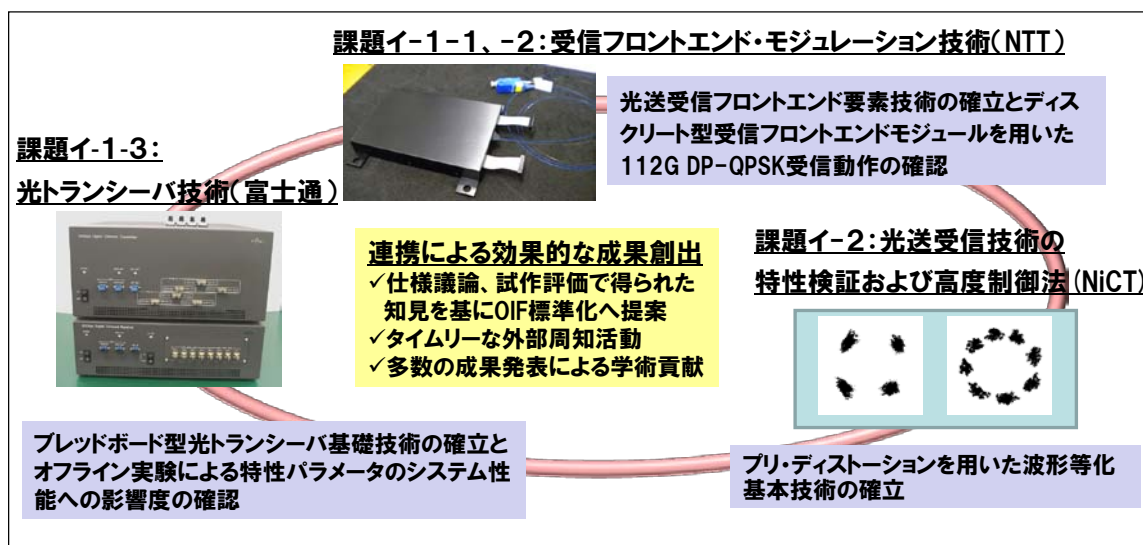 課題イ-1-1、-2:受信フロントエンド・モジュレーション技術(NTT)
光送受信フロントエンド要素技術の確立とディス
クリート型受信フロントエンドモジュールを用いた
112G DP-QPSK受信動作の確認
課題イ-1-3:
光トランシーバ技術(富士通)
連携による効果的な成果創出
✓仕様議論、試作評価で得られた
知見を基にOIF標準化へ提案
✓タイムリーな外部周知活動
✓多数の成果発表による学術貢献
課題イ-2:光送受信技術の
特性検証および高度制御法(NiCT)
ブレッドボード型光トランシーバ基礎技術の確立と
オフライン実験による特性パラメータのシステム性
能への影響度の確認
プリ・ディストーションを用いた波形等化
基本技術の確立